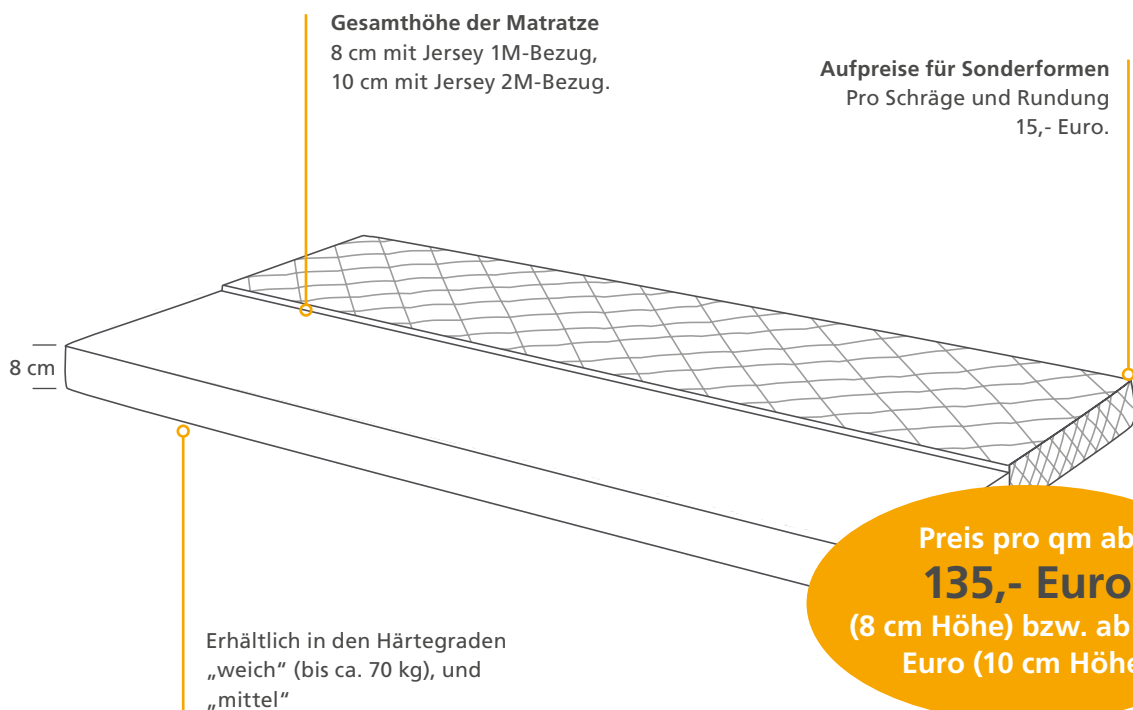 Gesamthöhe der Matratze
8 cm mit Jersey 1M-Bezug,
10 cm mit Jersey 2M-Bezug.
Aufpreise für Sonderformen
Pro Schräge und Rundung
15,- Euro.
8 cm
Preis pro qm ab
135,- Euro
(8 cm Höhe) bzw. ab
Euro (10 cm Höhe
Erhältlich in den Härtegraden
„weich“ (bis ca. 70 kg), und
„mittel“